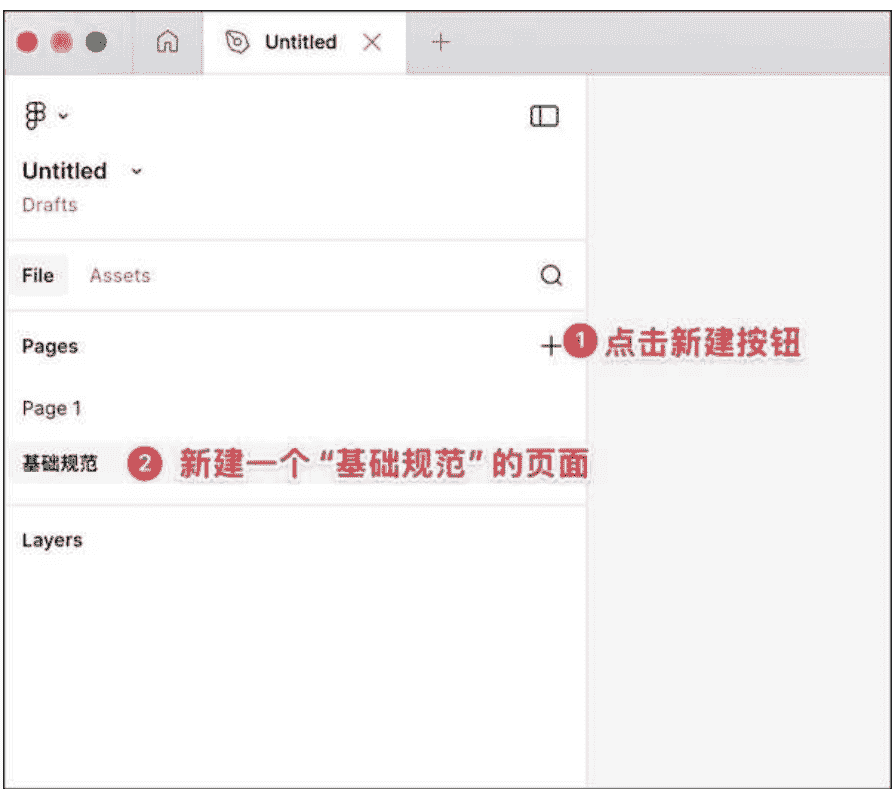 Untitled
Untitled
Drafts
File Assets
Pages
1 点击新建按钮
Page 1
基础规范 2 新建一个“基础规范”的页面
Layers